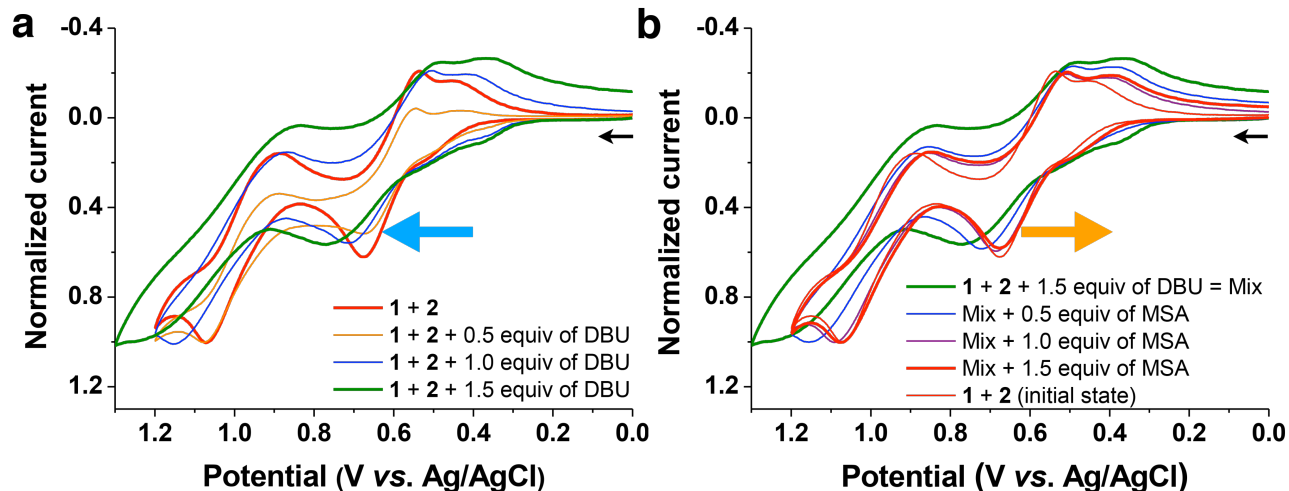 a
-0.4
0.0
0.4
0.8
1.2
Normalized current
1 + 2
1 + 2 + 0.5 equiv of DBU
1 + 2 + 1.0 equiv of DBU
1 + 2 + 1.5 equiv of DBU
1.2 1.0 0.8 0.6 0.4 0.2 0.0
Potential (V vs. Ag/AgCl)
b
-0.4
0.0
0.4
0.8
1.2
Normalized current
1 + 2 + 1.5 equiv of DBU = Mix
Mix + 0.5 equiv of MSA
Mix + 1.0 equiv of MSA
Mix + 1.5 equiv of MSA
1 + 2 (initial state)
1.2 1.0 0.8 0.6 0.4 0.2 0.0
Potential (V vs. Ag/AgCl)